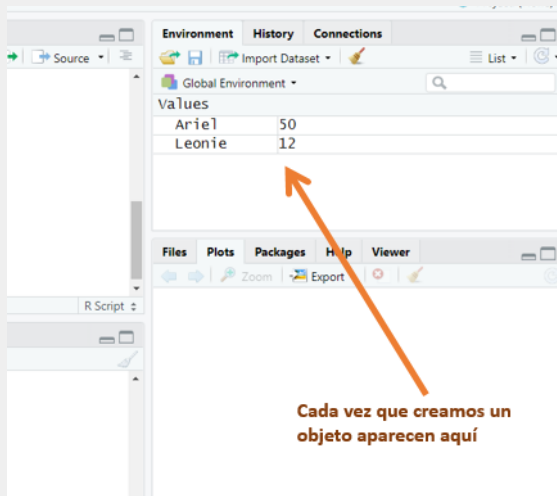 Source
R Script
Environment History Connections
Import Dataset
List
Global Environment
Values
Ariel 50
Leonie 12
Files Plots Packages Help Viewer
Zoom Export
Cada vez que creamos un
objeto aparecen aquí